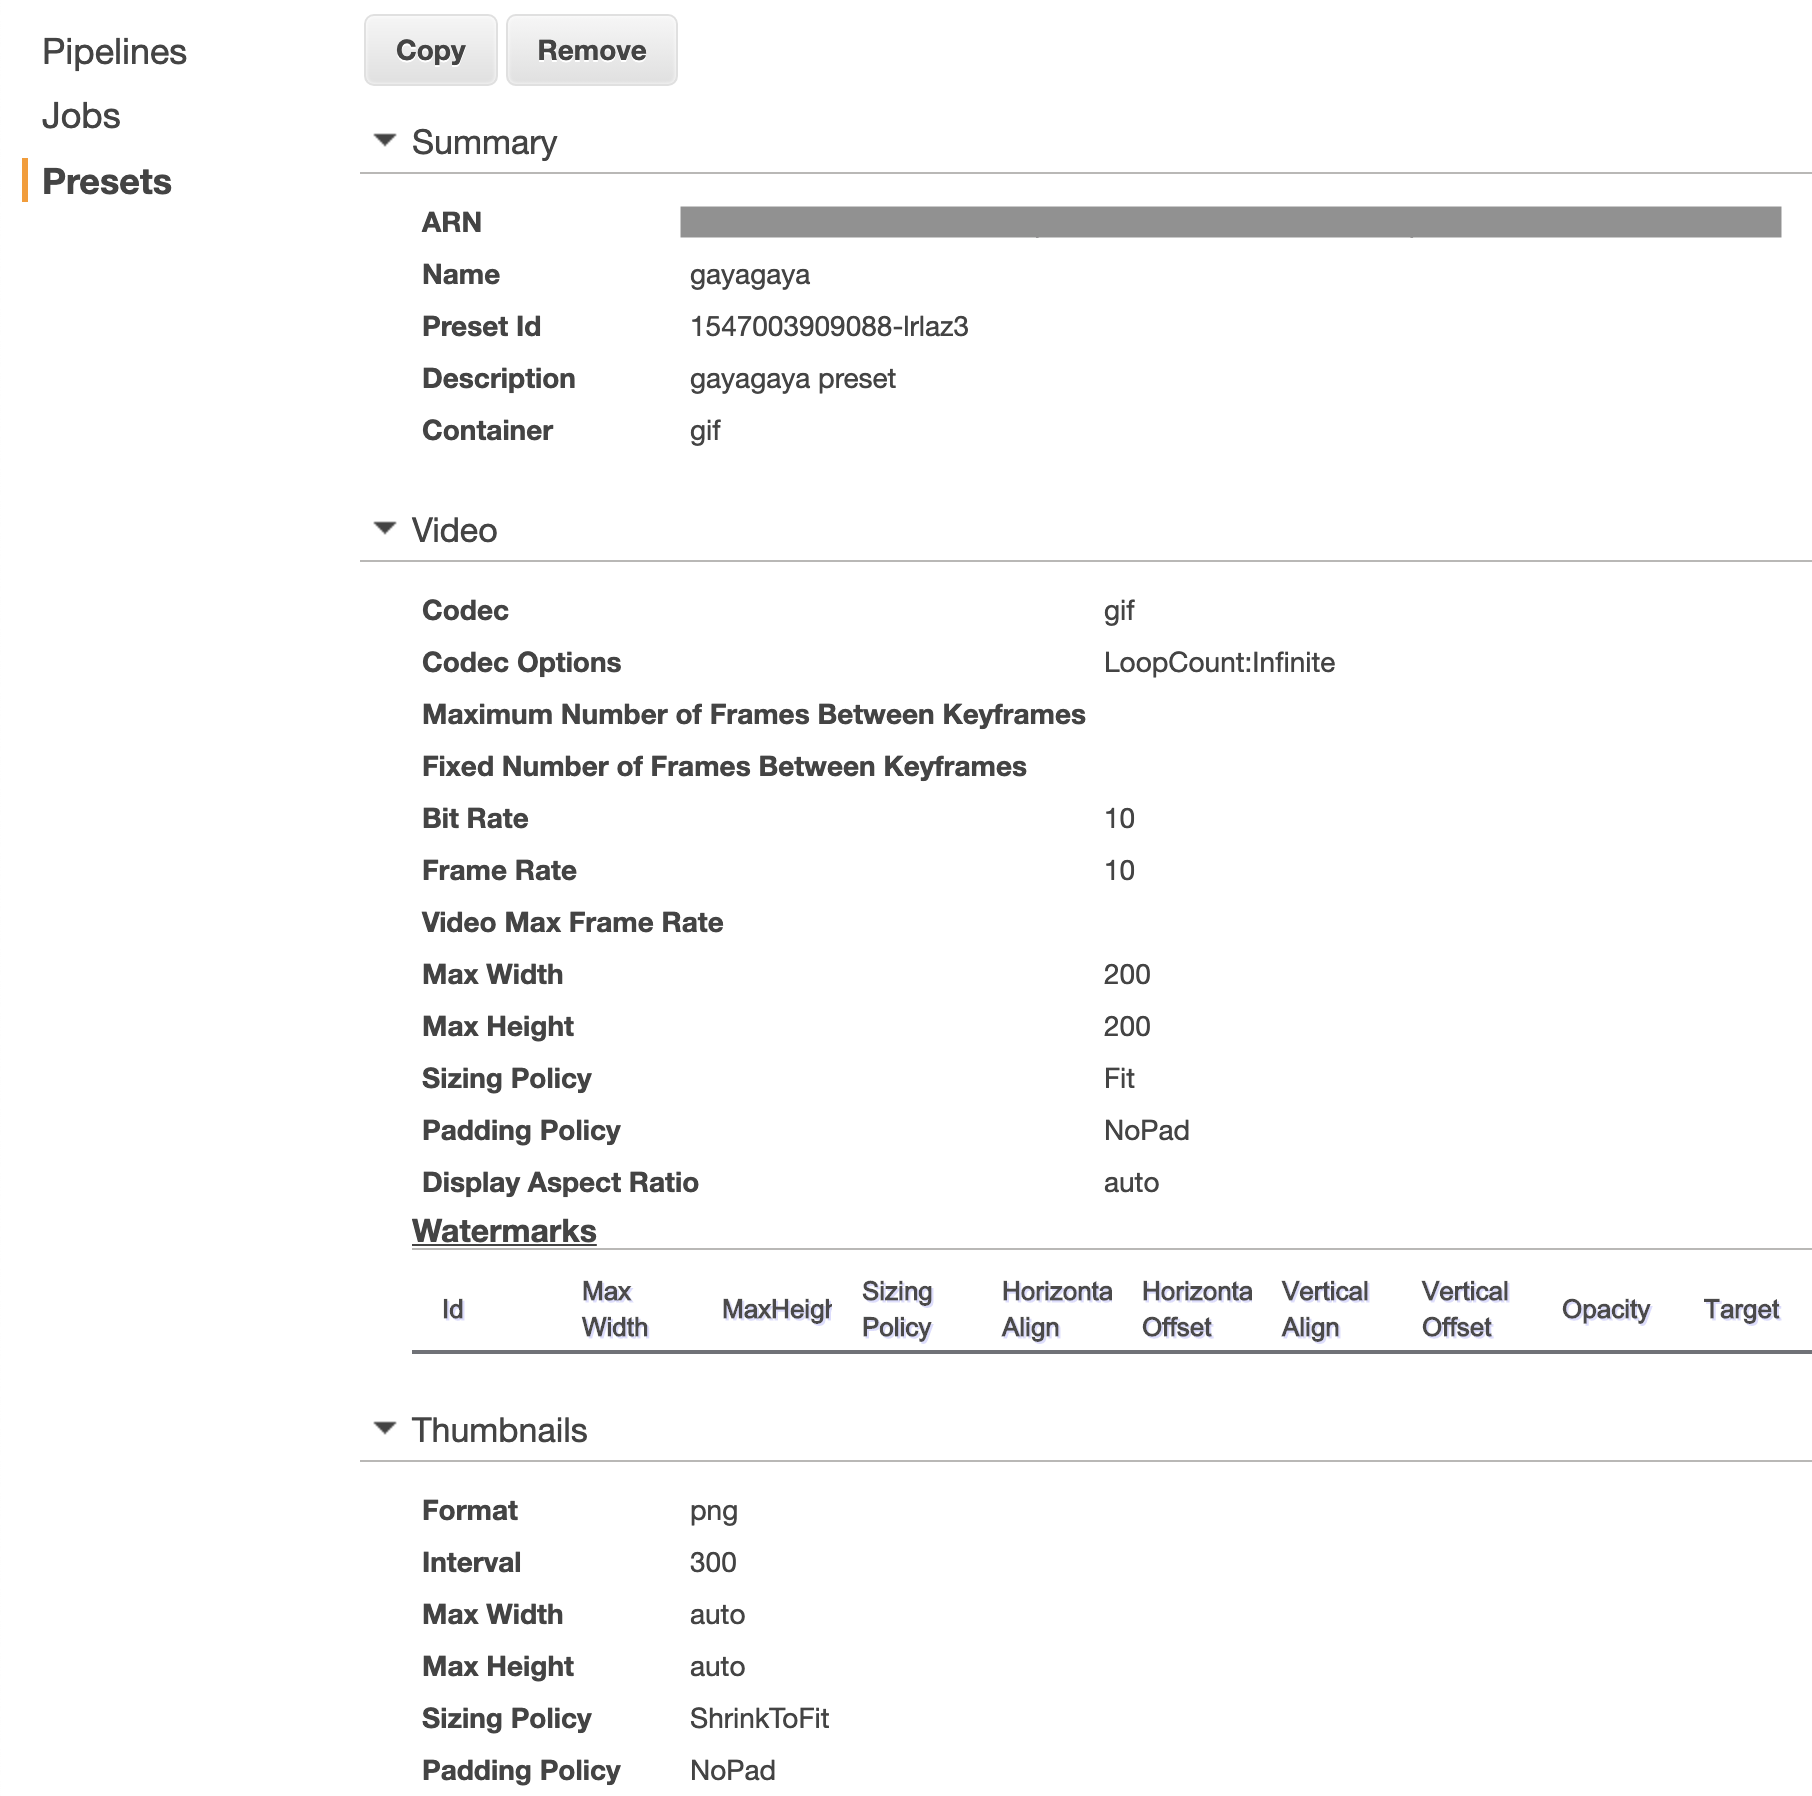 Pipelines
Jobs
Presets
Copy Remove
Summary
ARN
Name gayagaya
Preset Id 1547003909088-lrlaz3
Description gayagaya preset
Container gif
Video
Codec gif
Codec Options LoopCount:Infinite
Maximum Number of Frames Between Keyframes
Fixed Number of Frames Between Keyframes
Bit Rate 10
Frame Rate 10
Video Max Frame Rate
Max Width 200
Max Height 200
Sizing Policy Fit
Padding Policy NoPad
Display Aspect Ratio auto
Watermarks
Id Max Width MaxHeigh Sizing Policy Horizonta Align Horizonta Offset Vertical Align Vertical Offset Opacity Target
Thumbnails
Format png
Interval 300
Max Width auto
Max Height auto
Sizing Policy ShrinkToFit
Padding Policy NoPad